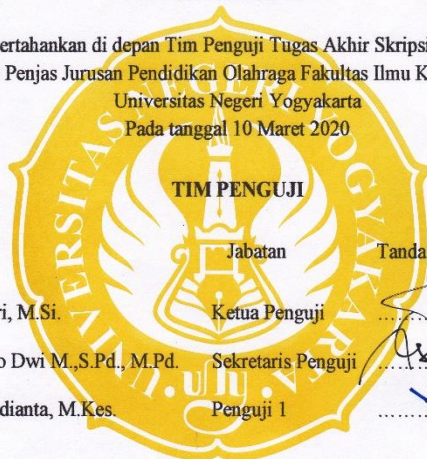 ertahankan di depan Tim Penguji Tugas Akhir Skripsi
Penjas Jurusan Pendidikan Olahraga Fakultas Ilmu K
Universitas Negeri Yogyakarta
Pada tanggal 10 Maret 2020
TIM PENGUJI
Jabatan Tanda
ri, M.Si. Ketua Penguji
o Dwi M.,S.Pd., M.Pd. Sekretaris Penguji
dianta, M.Kes. Penguji 1
UNIVERSITAS NEGERI YOGYAKARTA
uny